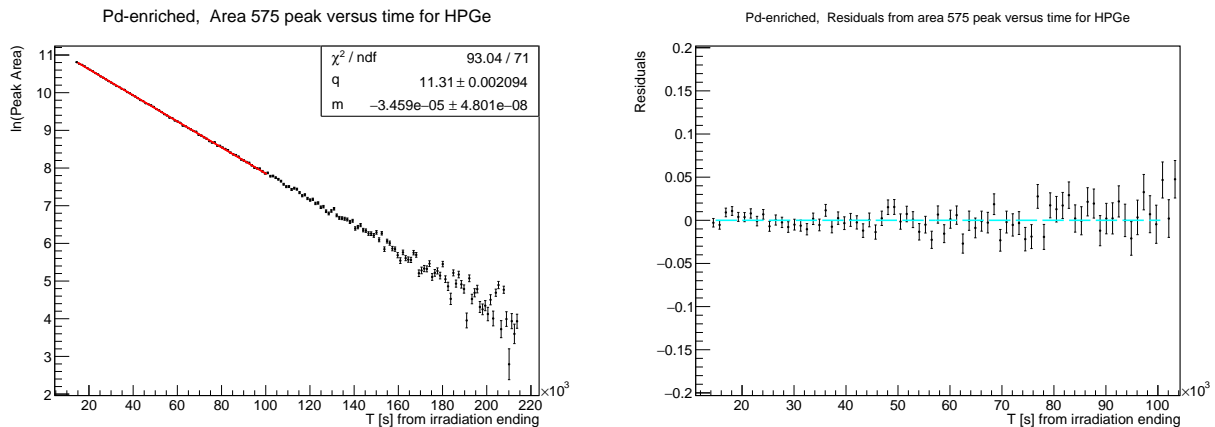 Pd-enriched,  Area 575 peak versus time for HPGe
χ² / ndf 93.04 / 71
q 11.31 ± 0.002094
m −3.459e−05 ± 4.801e−08
ln(Peak Area)
11
10
9
8
7
6
5
4
3
2
20 40 60 80 100 120 140 160 180 200 220
×10³
T [s] from irradiation ending
Pd-enriched,  Residuals from area 575 peak versus time for HPGe
Residuals
0.2
0.15
0.1
0.05
0
−0.05
−0.1
−0.15
−0.2
20 30 40 50 60 70 80 90 100
×10³
T [s] from irradiation ending